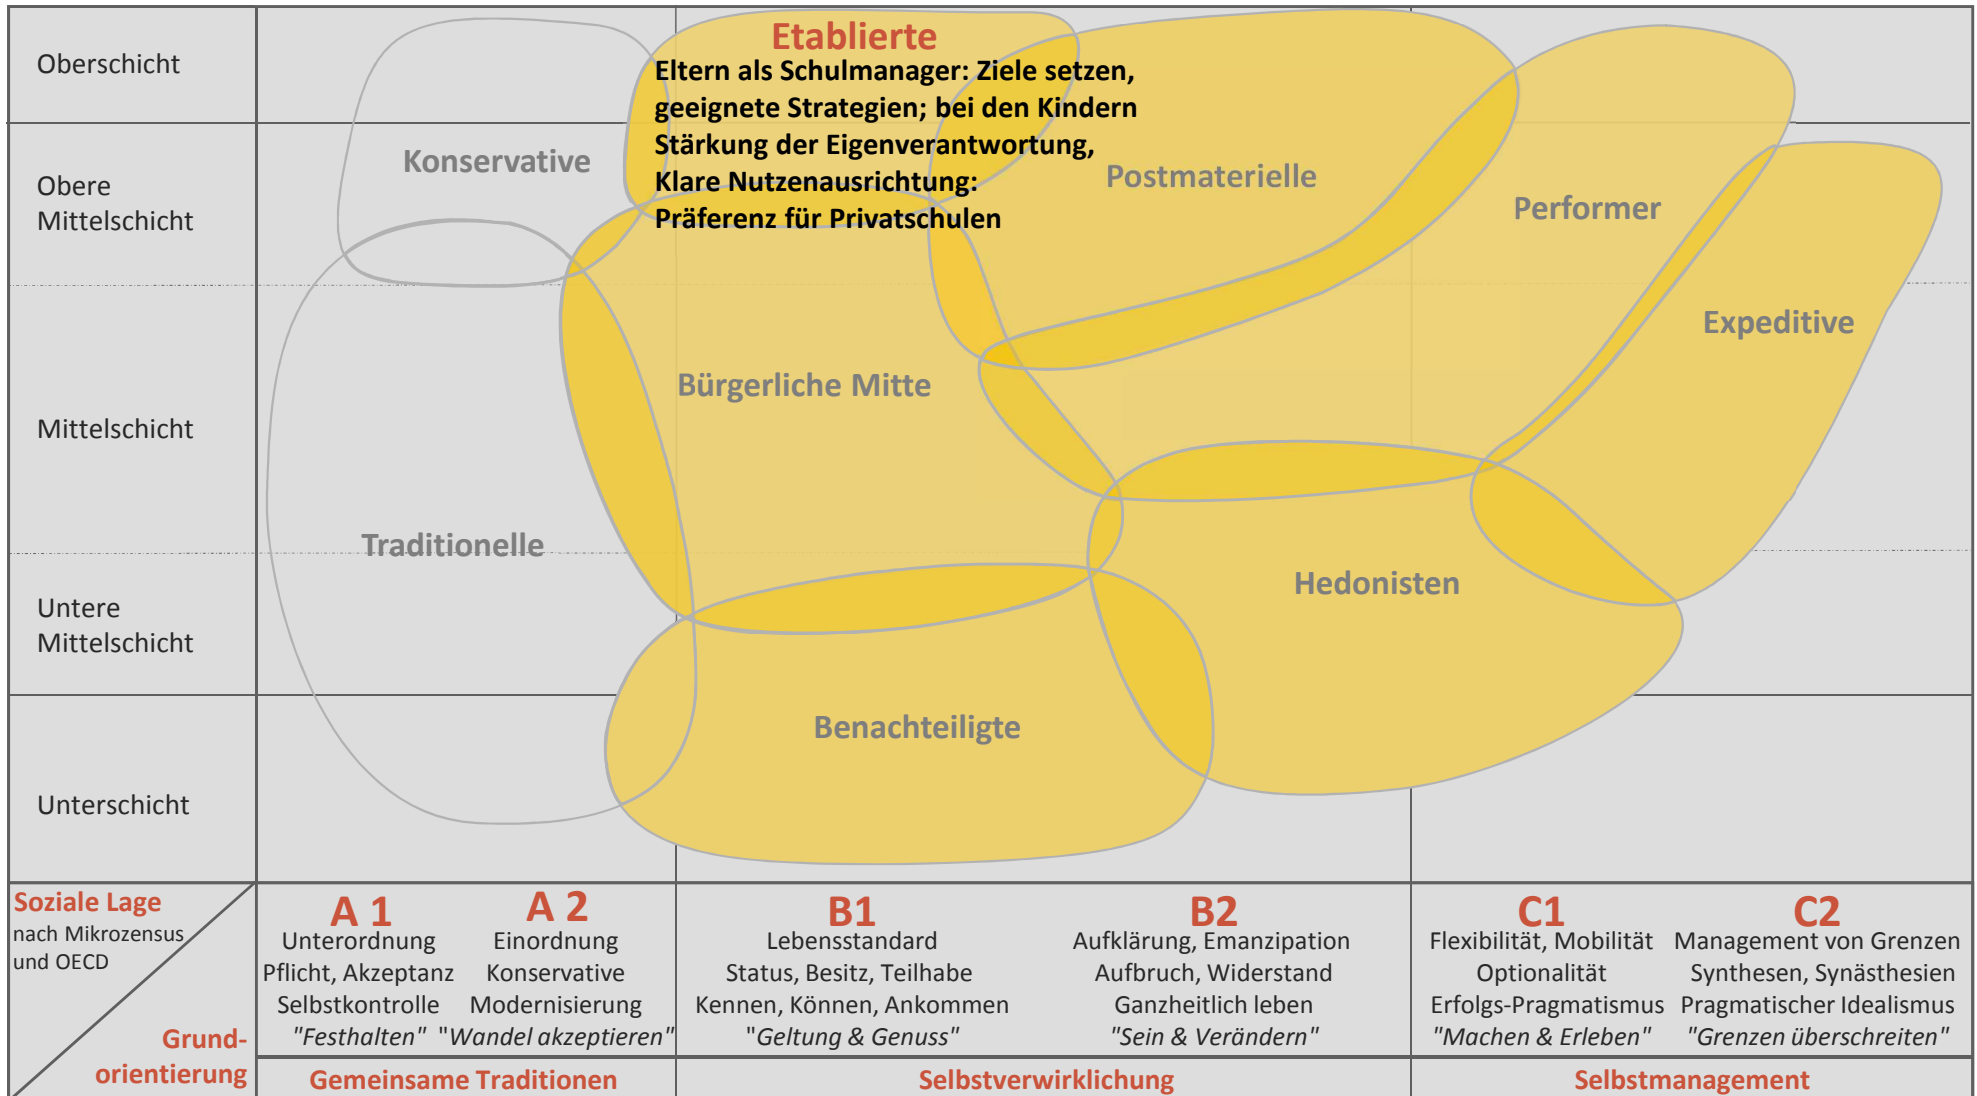 Oberschicht
Obere
Mittelschicht
Mittelschicht
Untere
Mittelschicht
Unterschicht
Etablierte
Eltern als Schulmanager: Ziele setzen,
geeignete Strategien; bei den Kindern
Stärkung der Eigenverantwortung,
Klare Nutzenausrichtung:
Präferenz für Privatschulen
Konservative
Postmaterielle
Performer
Expeditive
Bürgerliche Mitte
Traditionelle
Hedonisten
Benachteiligte
Soziale Lage
nach Mikrozensus
und OECD
Grund-
orientierung
A 1
Unterordnung
Pflicht, Akzeptanz
Selbstkontrolle
"Festhalten"
A 2
Einordnung
Konservative
Modernisierung
"Wandel akzeptieren"
B1
Lebensstandard
Status, Besitz, Teilhabe
Kennen, Können, Ankommen
"Geltung & Genuss"
B2
Aufklärung, Emanzipation
Aufbruch, Widerstand
Ganzheitlich leben
"Sein & Verändern"
C1
Flexibilität, Mobilität
Optionalität
Erfolgs-Pragmatismus
"Machen & Erleben"
C2
Management von Grenzen
Synthesen, Synästhesien
Pragmatischer Idealismus
"Grenzen überschreiten"
Gemeinsame Traditionen
Selbstverwirklichung
Selbstmanagement